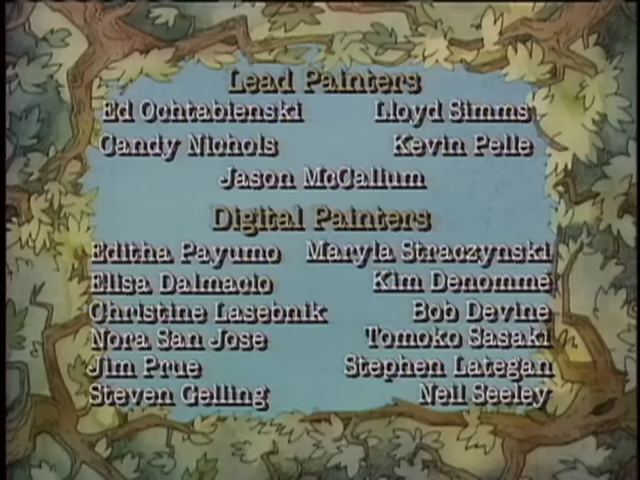 Lead Painters
Ed Ochtabienski Lloyd Simms
Candy Nichols Kevin Pelle
Jason McCallum
Digital Painters
Editha Payumo Maryla Straczynski
Elisa Dalmacio Kim Denomme
Christine Lasebnik Bob Devine
Nora San Jose Tomoko Sasaki
Jim Prue Stephen Lategan
Steven Gelling Neil Seeley